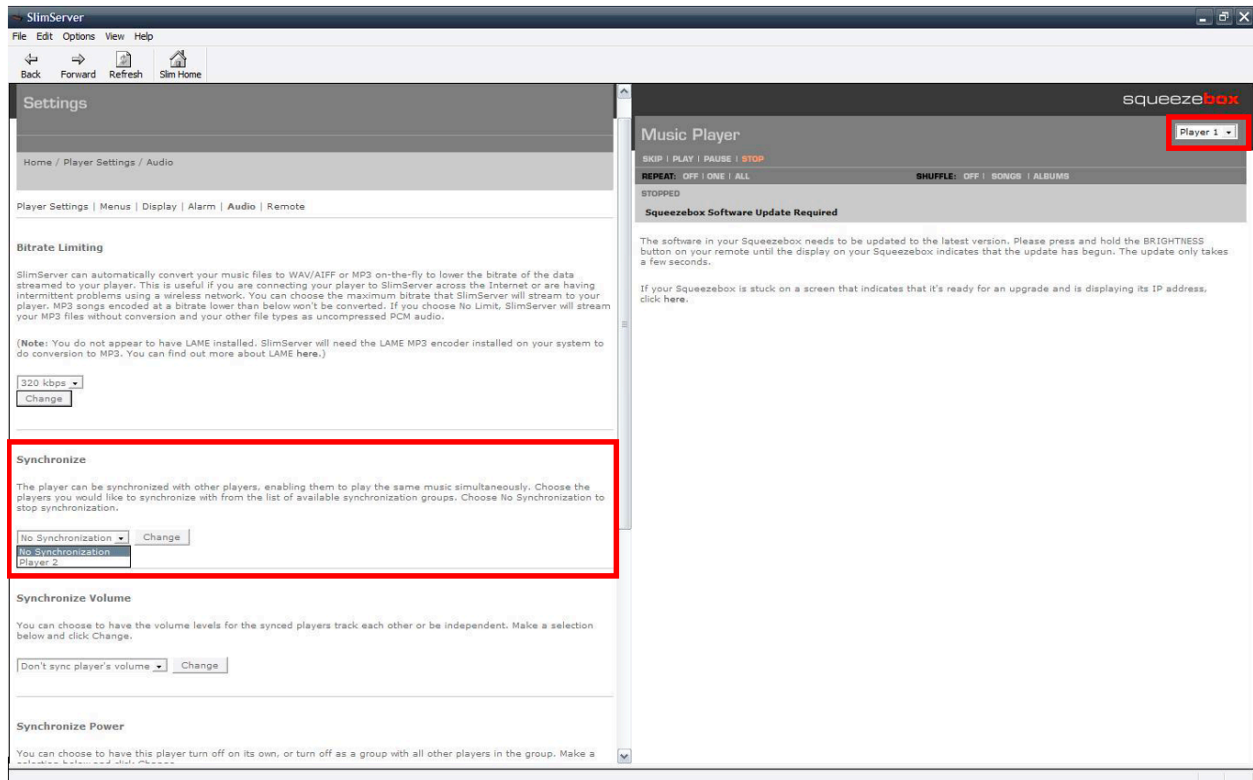 SlimServer
File Edit Options View Help
Back Forward Refresh Slim Home
Settings
Home / Player Settings / Audio
Player Settings | Menus | Display | Alarm | Audio | Remote
Bitrate Limiting
SlimServer can automatically convert your music files to WAV/AIFF or MP3 on-the-fly to lower the bitrate of the data
streamed to your player. This is useful if you are connecting your player to SlimServer across the Internet or are having
intermittent problems using a wireless network. You can choose the maximum bitrate that SlimServer will stream to your
player. MP3 songs encoded at a bitrate lower than below won't be converted. If you choose No Limit, SlimServer will stream
your MP3 files without conversion and your other file types as uncompressed PCM audio.
(Note: You do not appear to have LAME installed. SlimServer will need the LAME MP3 encoder installed on your system to
do conversion to MP3. You can find out more about LAME here.)
320 kbps
Change
Synchronize
The player can be synchronized with other players, enabling them to play the same music simultaneously. Choose the
players you would like to synchronize with from the list of available synchronization groups. Choose No Synchronization to
stop synchronization.
No Synchronization Change
No Synchronization
Player 2
Synchronize Volume
You can choose to have the volume levels for the synced players track each other or be independent. Make a selection
below and click Change.
Don't sync player's volume Change
Synchronize Power
You can choose to have this player turn off on its own, or turn off as a group with all other players in the group. Make a
selection below and click Change.
squeezebox
Music Player
Player 1
SKIP | PLAY | PAUSE | STOP
REPEAT: OFF | ONE | ALL SHUFFLE: OFF | SONGS | ALBUMS
STOPPED
Squeezebox Software Update Required
The software in your Squeezebox needs to be updated to the latest version. Please press and hold the BRIGHTNESS
button on your remote until the display on your Squeezebox indicates that the update has begun. The update only takes
a few seconds.
If your Squeezebox is stuck on a screen that indicates that it's ready for an upgrade and is displaying its IP address,
click here.